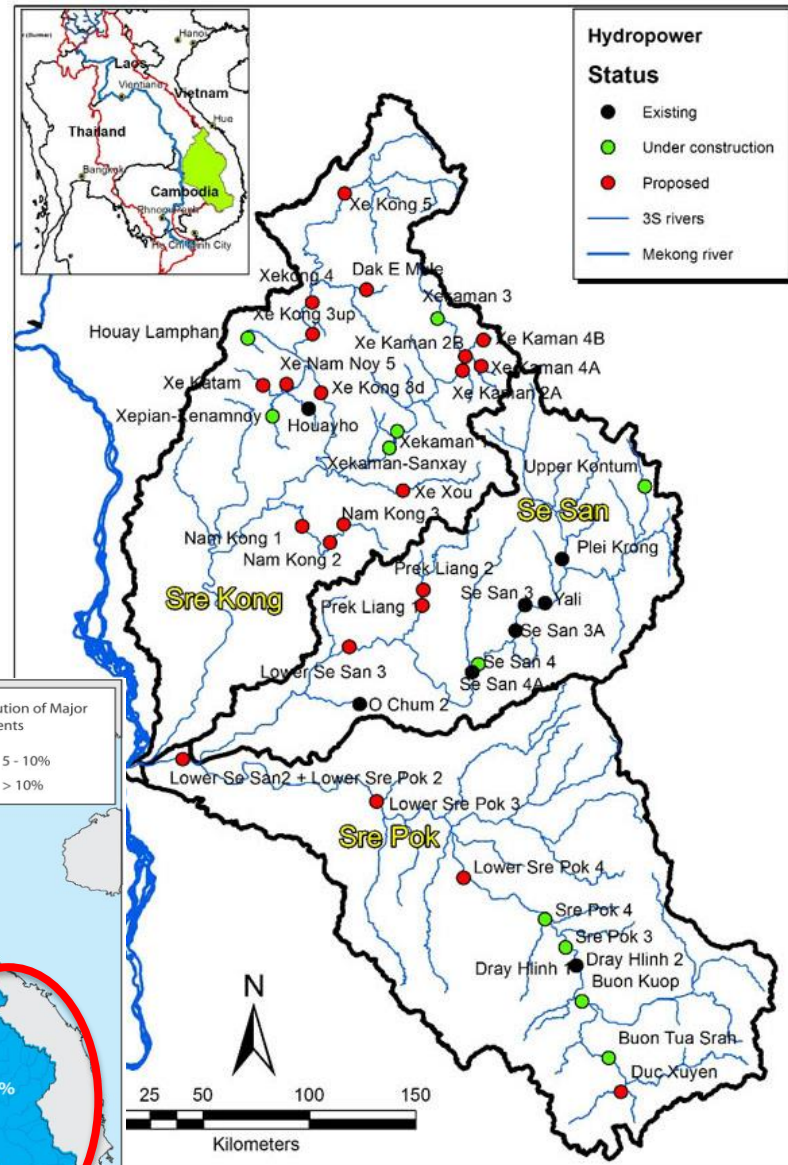 Hanoi
Laos
Vientiane
Vietnam
Hue
Thailand
Bangkok
Cambodia
Ho Chi Minh City
Hydropower
Status
Existing
Under construction
Proposed
3S rivers
Mekong river
Xe Kong 5
Dak E Mele
Xekong 4
Xekaman 3
Xe Kong 3up
Houay Lamphan
Xe Kaman 2B
Xe Kaman 4B
Xe Nam Noy 5
Xe Kaman 4A
Xe Katam
Xe Kong 3d
Xe Kaman 2A
Xepian-Xenamnoy
Houayho
Xekaman 1
Xekaman-Sanxay
Upper Kontum
Xe Xou
Se San
Nam Kong 3
Nam Kong 1
Plei Krong
Nam Kong 2
Prek Liang 2
Sre Kong
Se San 3
Yali
Prek Liang 1
Se San 3A
Lower Se San 3
Se San 4
Se San 4A
O Chum 2
ution of Major
ents
5 - 10%
> 10%
Lower Se San2 + Lower Sre Pok 2
Lower Sre Pok 3
Sre Pok
Lower Sre Pok 4
Sre Pok 4
Sre Pok 3
Dray Hlinh 1
Dray Hlinh 2
Buon Kuop
N
%
Buon Tua Srah
Duc Xuyen
25 50 100 150
Kilometers